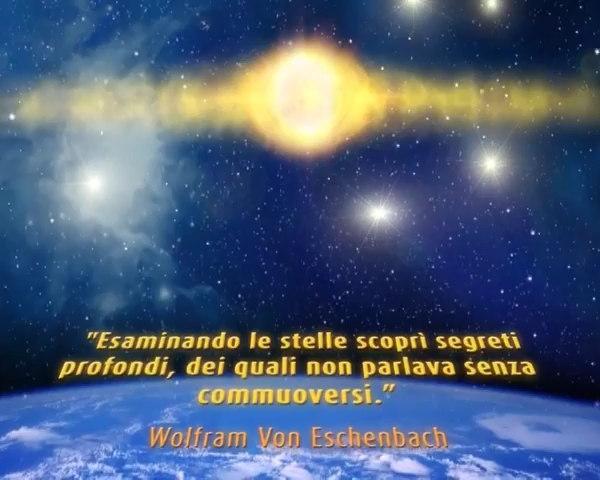 "Esaminando le stelle scoprì segreti
profondi, dei quali non parlava senza
commuoversi."
Wolfram Von Eschenbach